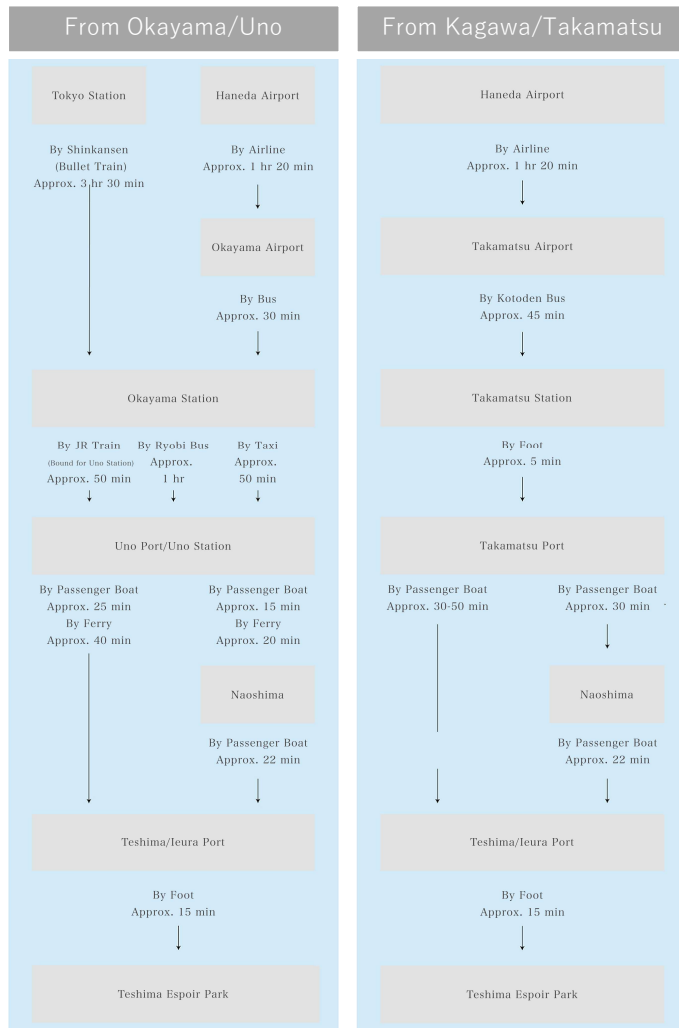 From Okayama/Uno
Tokyo Station
Haneda Airport
By Shinkansen
(Bullet Train)
Approx. 3 hr 30 min
By Airline
Approx. 1 hr 20 min
Okayama Airport
By Bus
Approx. 30 min
Okayama Station
By JR Train
(Bound for Uno Station)
Approx. 50 min
By Ryobi Bus
Approx.
1 hr
By Taxi
Approx.
50 min
Uno Port/Uno Station
By Passenger Boat
Approx. 25 min
By Ferry
Approx. 40 min
By Passenger Boat
Approx. 15 min
By Ferry
Approx. 20 min
Naoshima
By Passenger Boat
Approx. 22 min
Teshima/Ieura Port
By Foot
Approx. 15 min
Teshima Espoir Park
From Kagawa/Takamatsu
Haneda Airport
By Airline
Approx. 1 hr 20 min
Takamatsu Airport
By Kotoden Bus
Approx. 45 min
Takamatsu Station
By Foot
Approx. 5 min
Takamatsu Port
By Passenger Boat
Approx. 30-50 min
By Passenger Boat
Approx. 30 min
Naoshima
By Passenger Boat
Approx. 22 min
Teshima/Ieura Port
By Foot
Approx. 15 min
Teshima Espoir Park